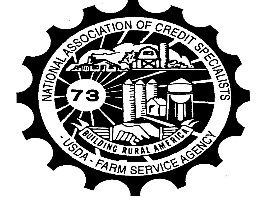 NATIONAL ASSOCIATION OF CREDIT SPECIALISTS
73
BUILDING RURAL AMERICA
- USDA - FARM SERVICE AGENCY